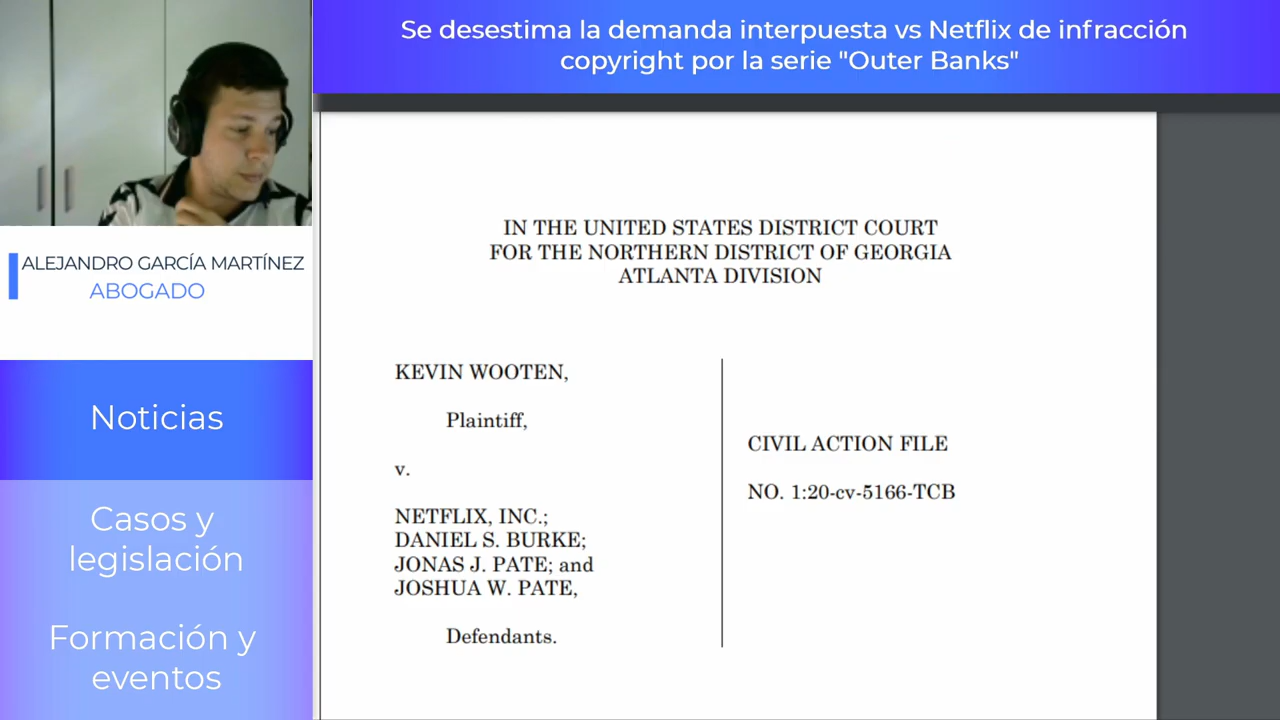 Se desestima la demanda interpuesta vs Netflix de infracción
copyright por la serie "Outer Banks"
ALEJANDRO GARCÍA MARTÍNEZ
ABOGADO
Noticias
Casos y
legislación
Formación y
eventos
IN THE UNITED STATES DISTRICT COURT
FOR THE NORTHERN DISTRICT OF GEORGIA
ATLANTA DIVISION
KEVIN WOOTEN,
Plaintiff,
v.
NETFLIX, INC.;
DANIEL S. BURKE;
JONAS J. PATE; and
JOSHUA W. PATE,
Defendants.
CIVIL ACTION FILE
NO. 1:20-cv-5166-TCB